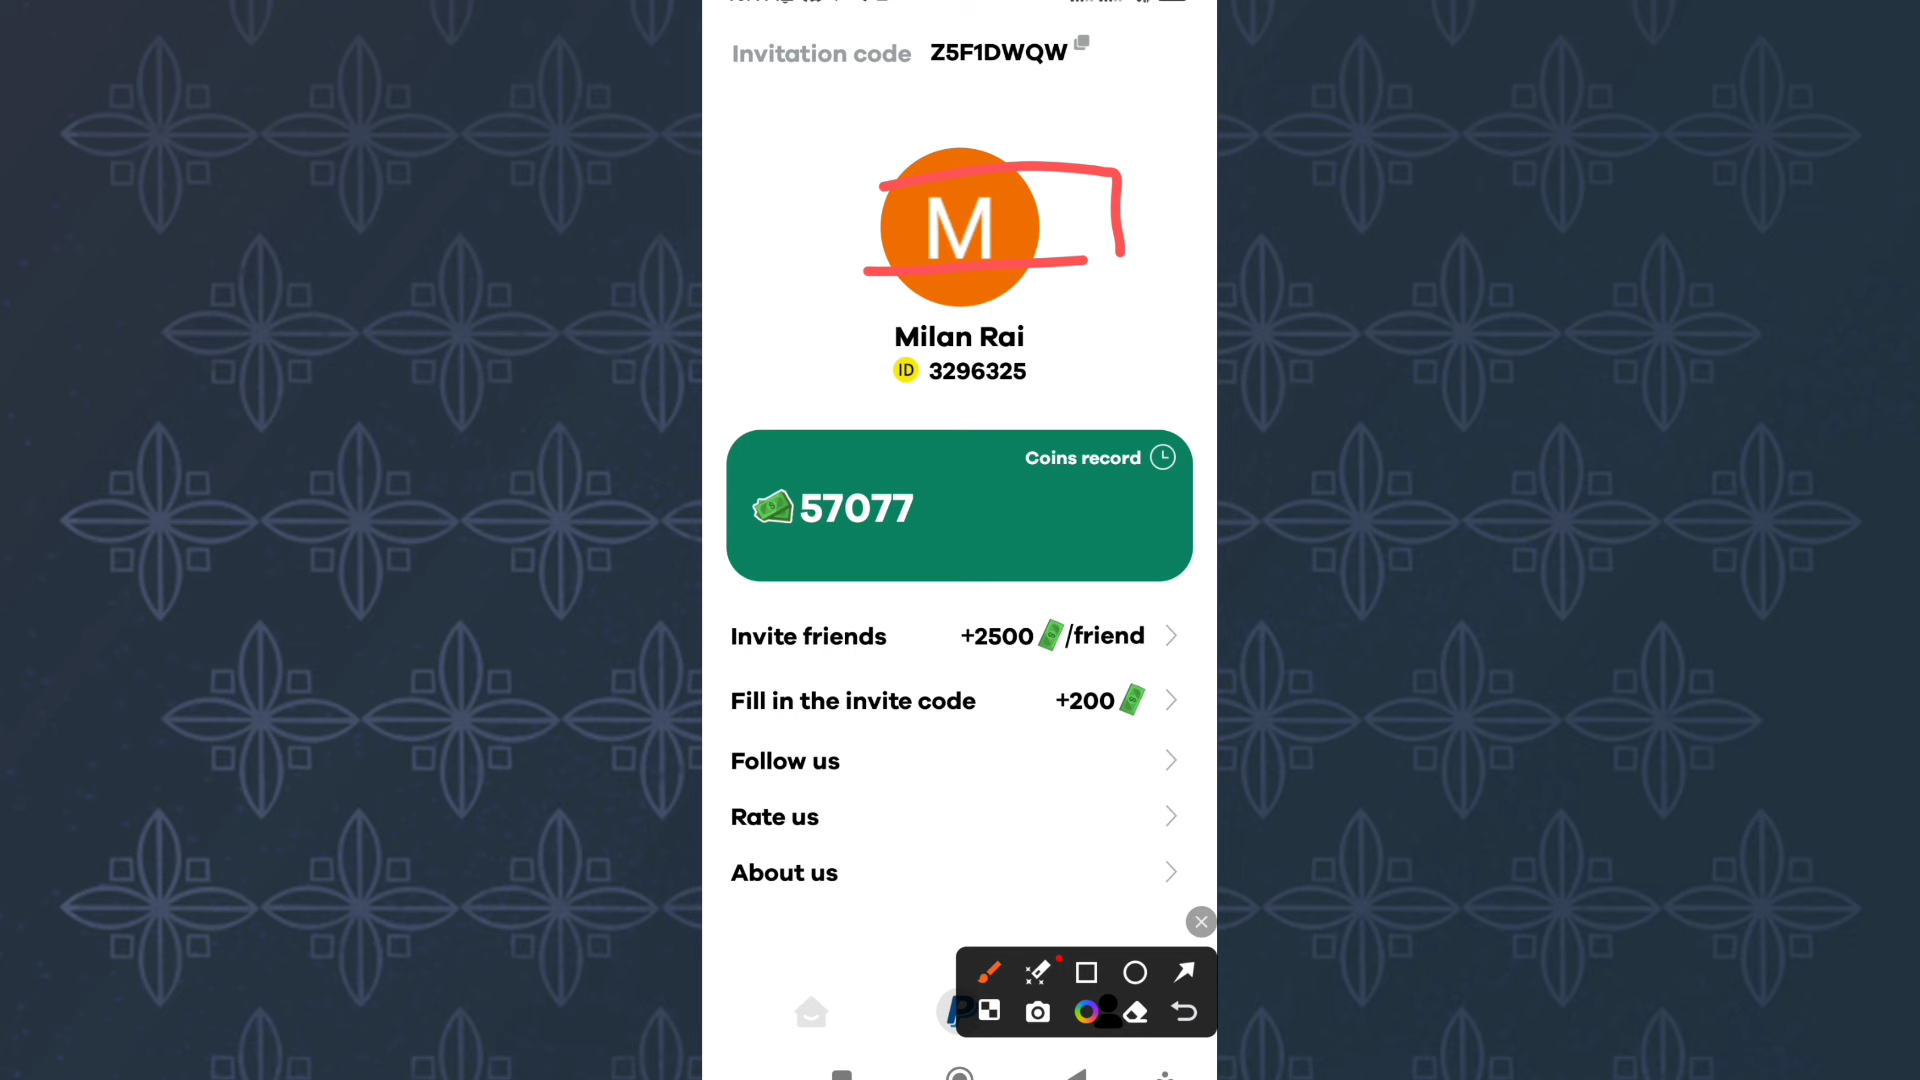 Invitation code Z5F1DWQW
M
Milan Rai
ID 3296325
Coins record
57077
Invite friends +2500 /friend
Fill in the invite code +200
Follow us
Rate us
About us